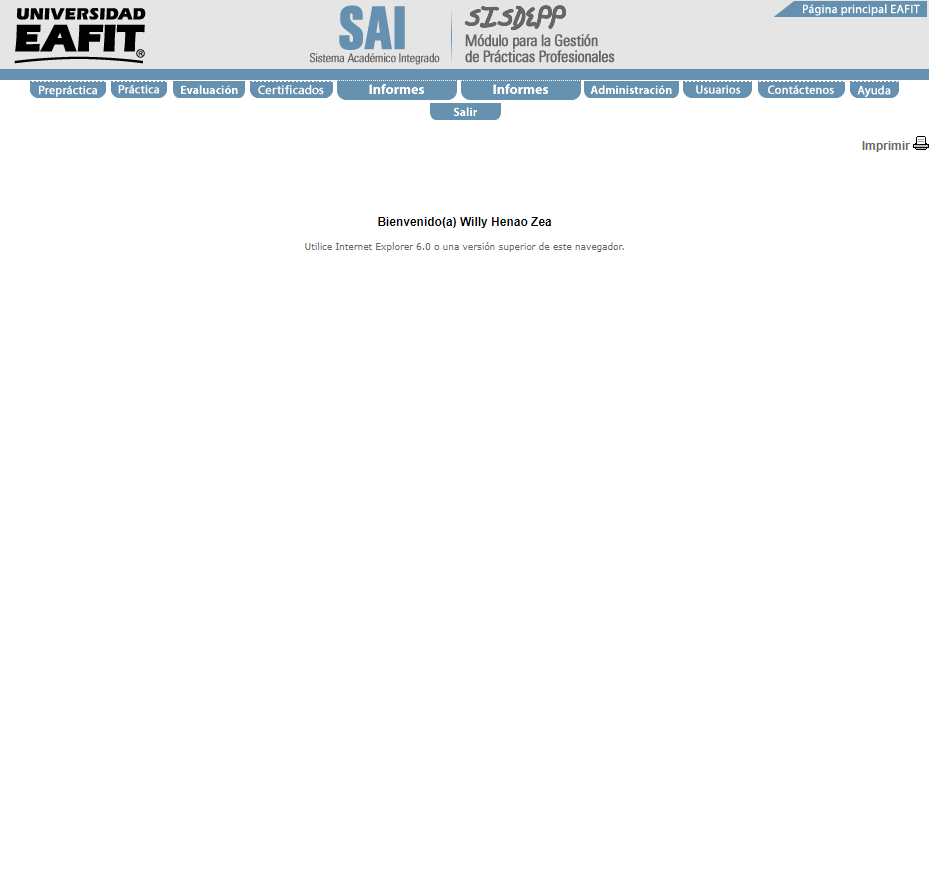 UNIVERSIDAD
EAFIT®
SAI
Sistema Académico Integrado
SISDEPP
Módulo para la Gestión
de Prácticas Profesionales
Página principal EAFIT
Prepráctica Práctica Evaluación Certificados Informes Informes Administración Usuarios Contáctenos Ayuda
Salir
Imprimir
Bienvenido(a) Willy Henao Zea
Utilice Internet Explorer 6.0 o una versión superior de este navegador.